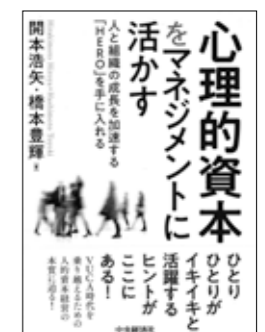 心理的資本
をマネジメントに
活かす
人と組織の成長を加速する
「HERO」を手に入れる
開本浩矢・橋本豊輝 著
ひとり
ひとりが
イキイキと
活躍する
ヒントが
ここに
ある！
VUCA時代を
乗り越えるための
人的資本経営の
本質に迫る！
中央経済社